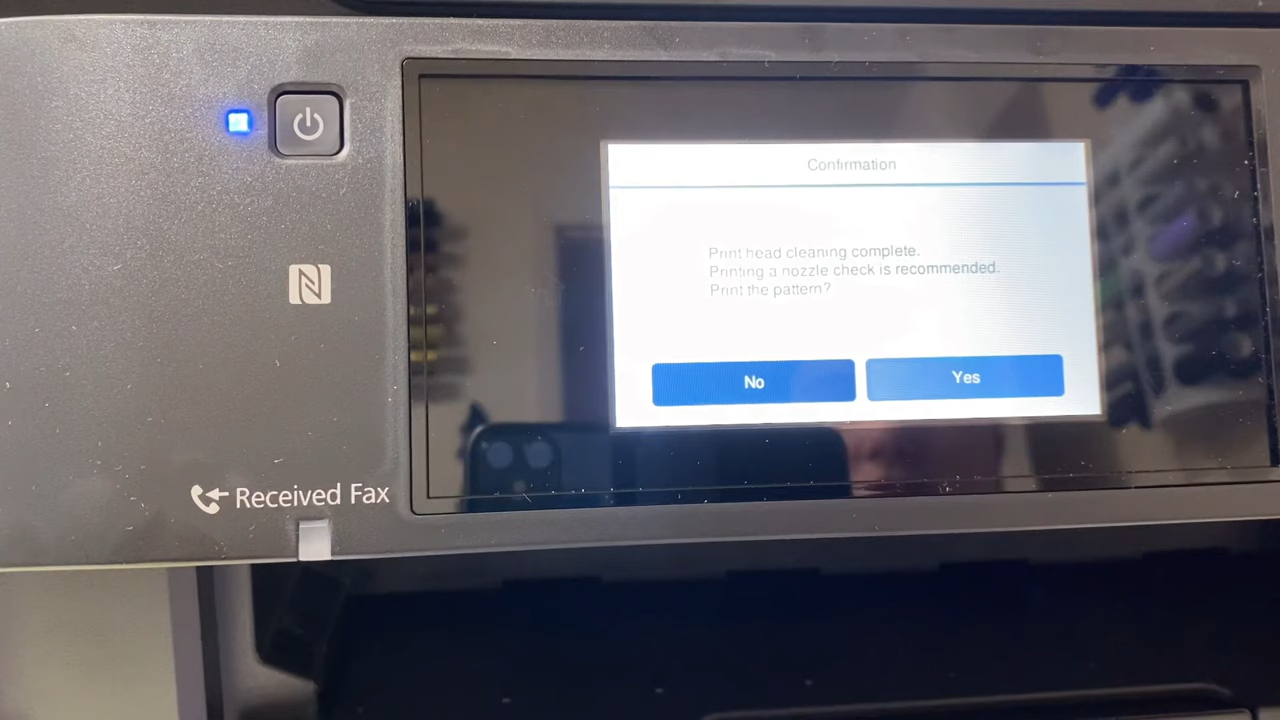 Confirmation
Print head cleaning complete.
Printing a nozzle check is recommended.
Print the pattern?
No
Yes
Received Fax